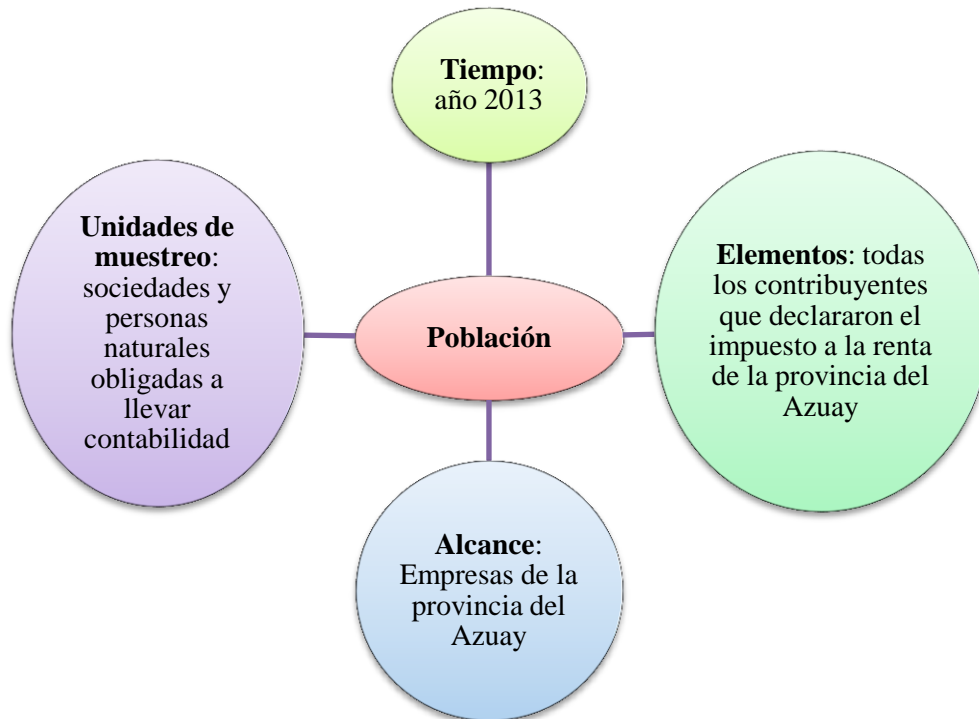 Tiempo:
año 2013
Unidades de
muestreo:
sociedades y
personas
naturales
obligadas a
llevar
contabilidad
Población
Elementos: todas
los contribuyentes
que declararon el
impuesto a la renta
de la provincia del
Azuay
Alcance:
Empresas de la
provincia del
Azuay